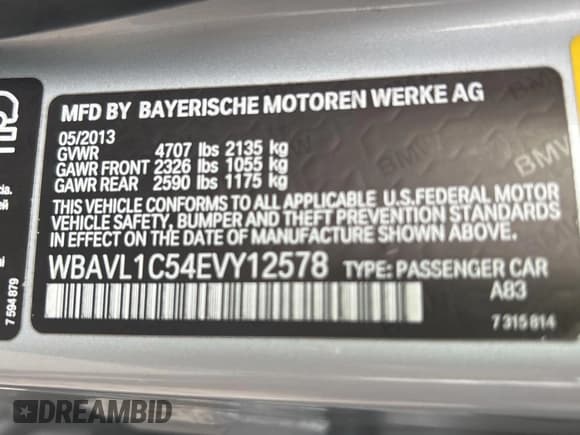 MFD BY BAYERISCHE MOTOREN WERKE AG
05/2013
GVWR 4707 lbs 2135 kg
GAWR FRONT 2326 lbs 1055 kg
GAWR REAR 2590 lbs 1175 kg
THIS VEHICLE CONFORMS TO ALL APPLICABLE U.S.FEDERAL MOTOR
VEHICLE SAFETY, BUMPER AND THEFT PREVENTION STANDARDS
IN EFFECT ON THE DATE OF MANUFACTURE SHOWN ABOVE.
WBAVL1C54EVY12578 TYPE: PASSENGER CAR
A83
7 315 814
7 594 879
BMW
DREAMBID